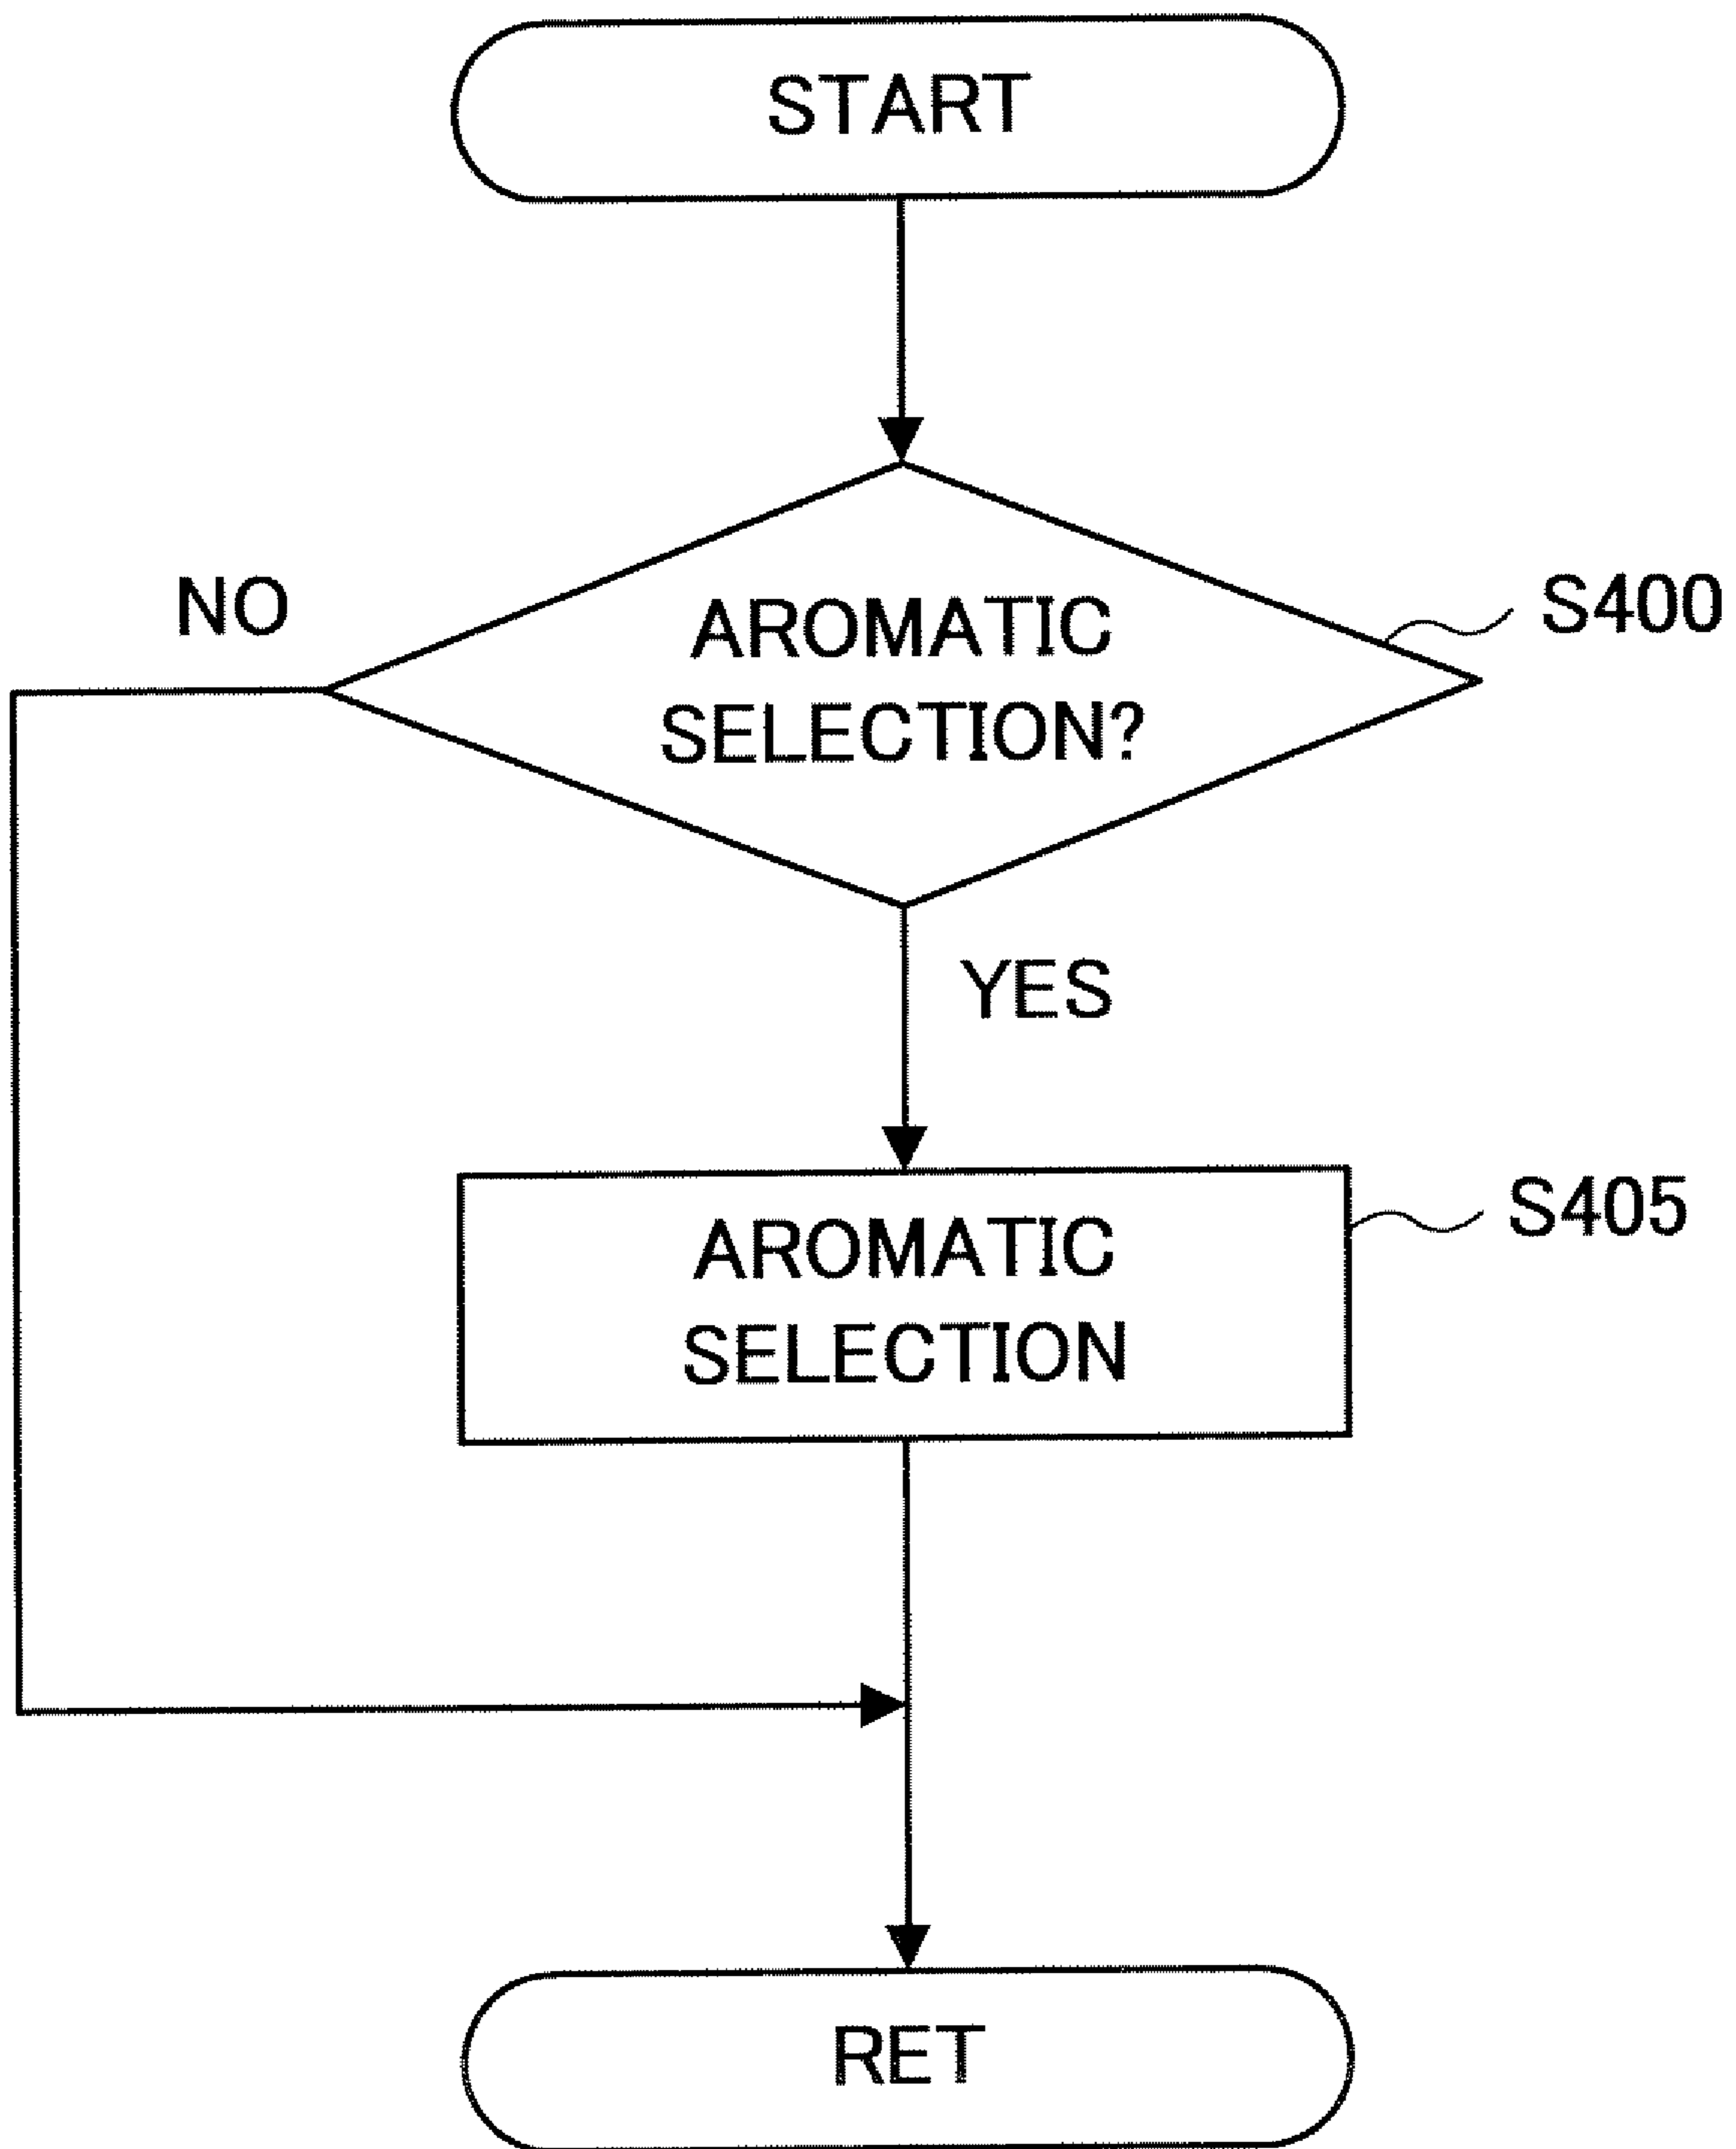 START
NO
AROMATIC
SELECTION?
S400
YES
AROMATIC
SELECTION
S405
RET